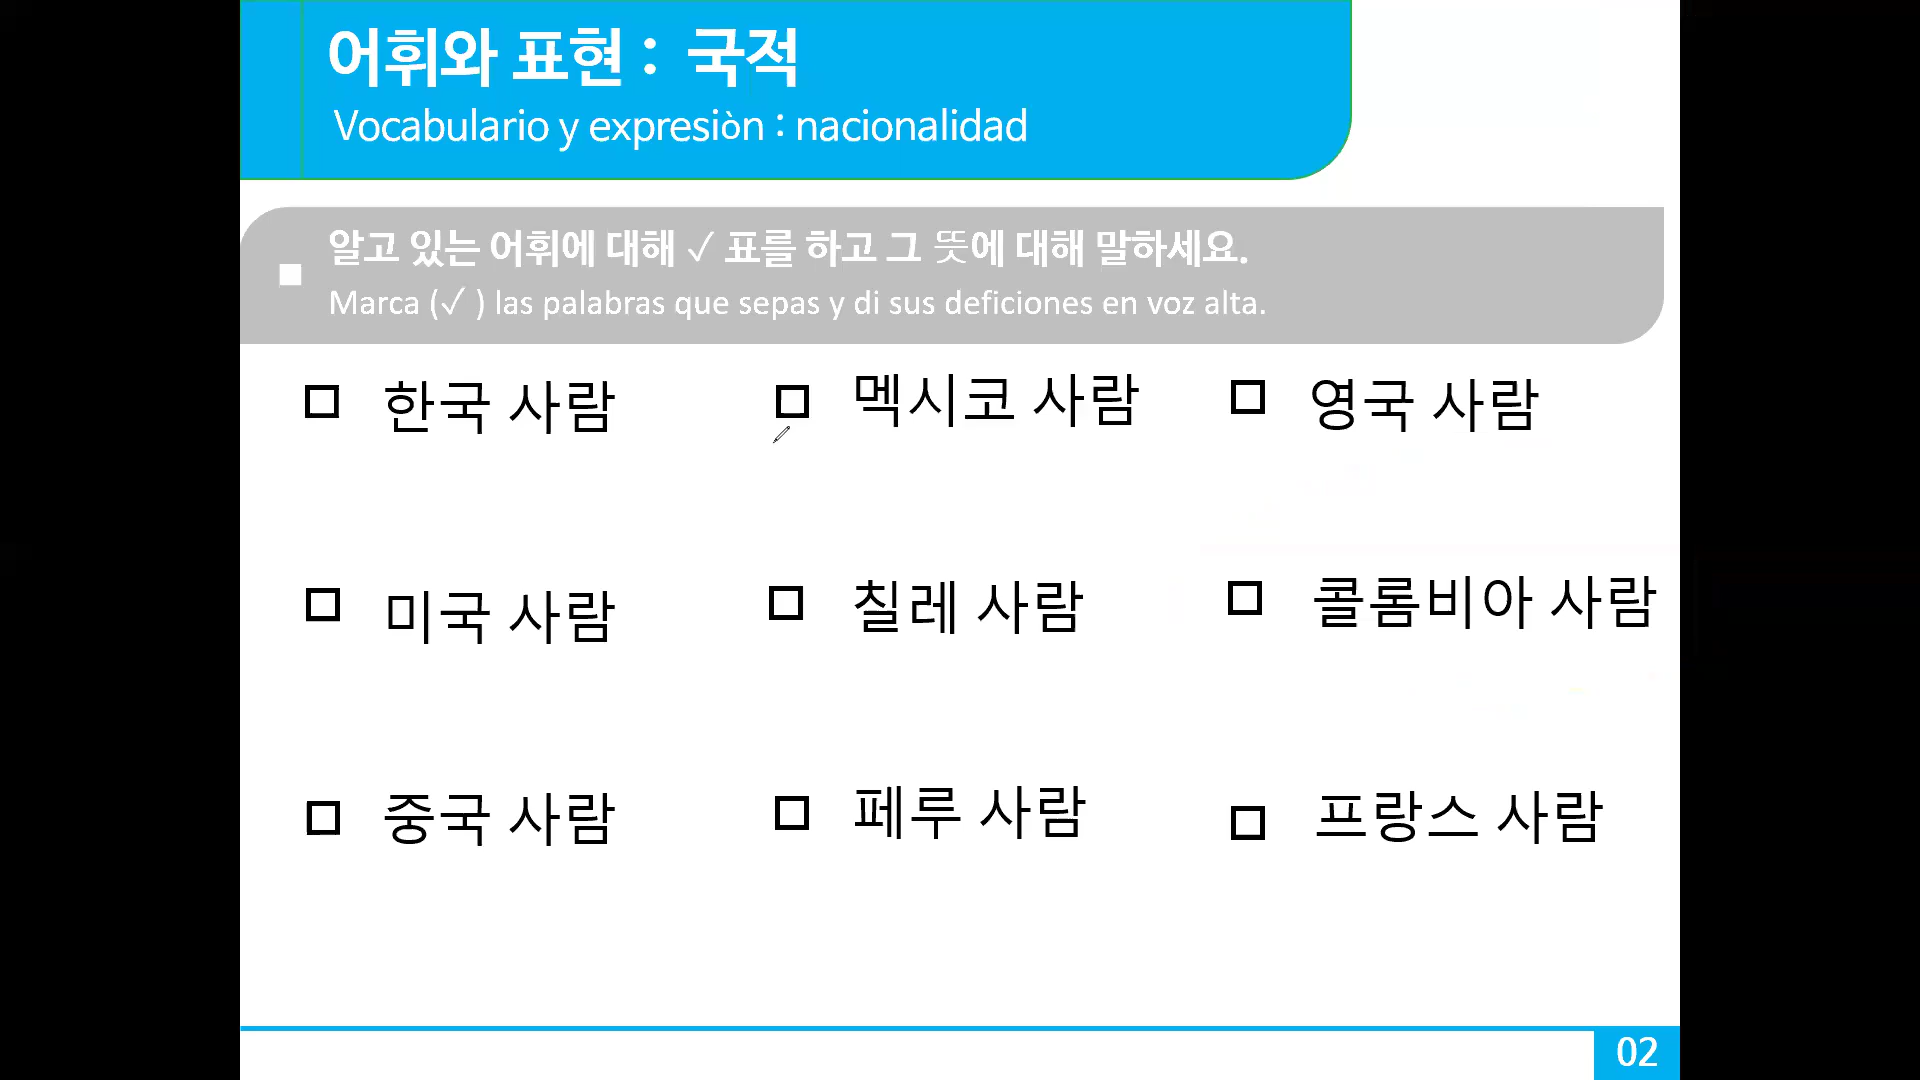 어휘와 표현 : 국적
Vocabulario y expresiòn : nacionalidad
알고 있는 어휘에 대해 √ 표를 하고 그 뜻에 대해 말하세요.
Marca (√ ) las palabras que sepas y di sus deficiones en voz alta.
한국 사람
멕시코 사람
영국 사람
미국 사람
칠레 사람
콜롬비아 사람
중국 사람
페루 사람
프랑스 사람
02